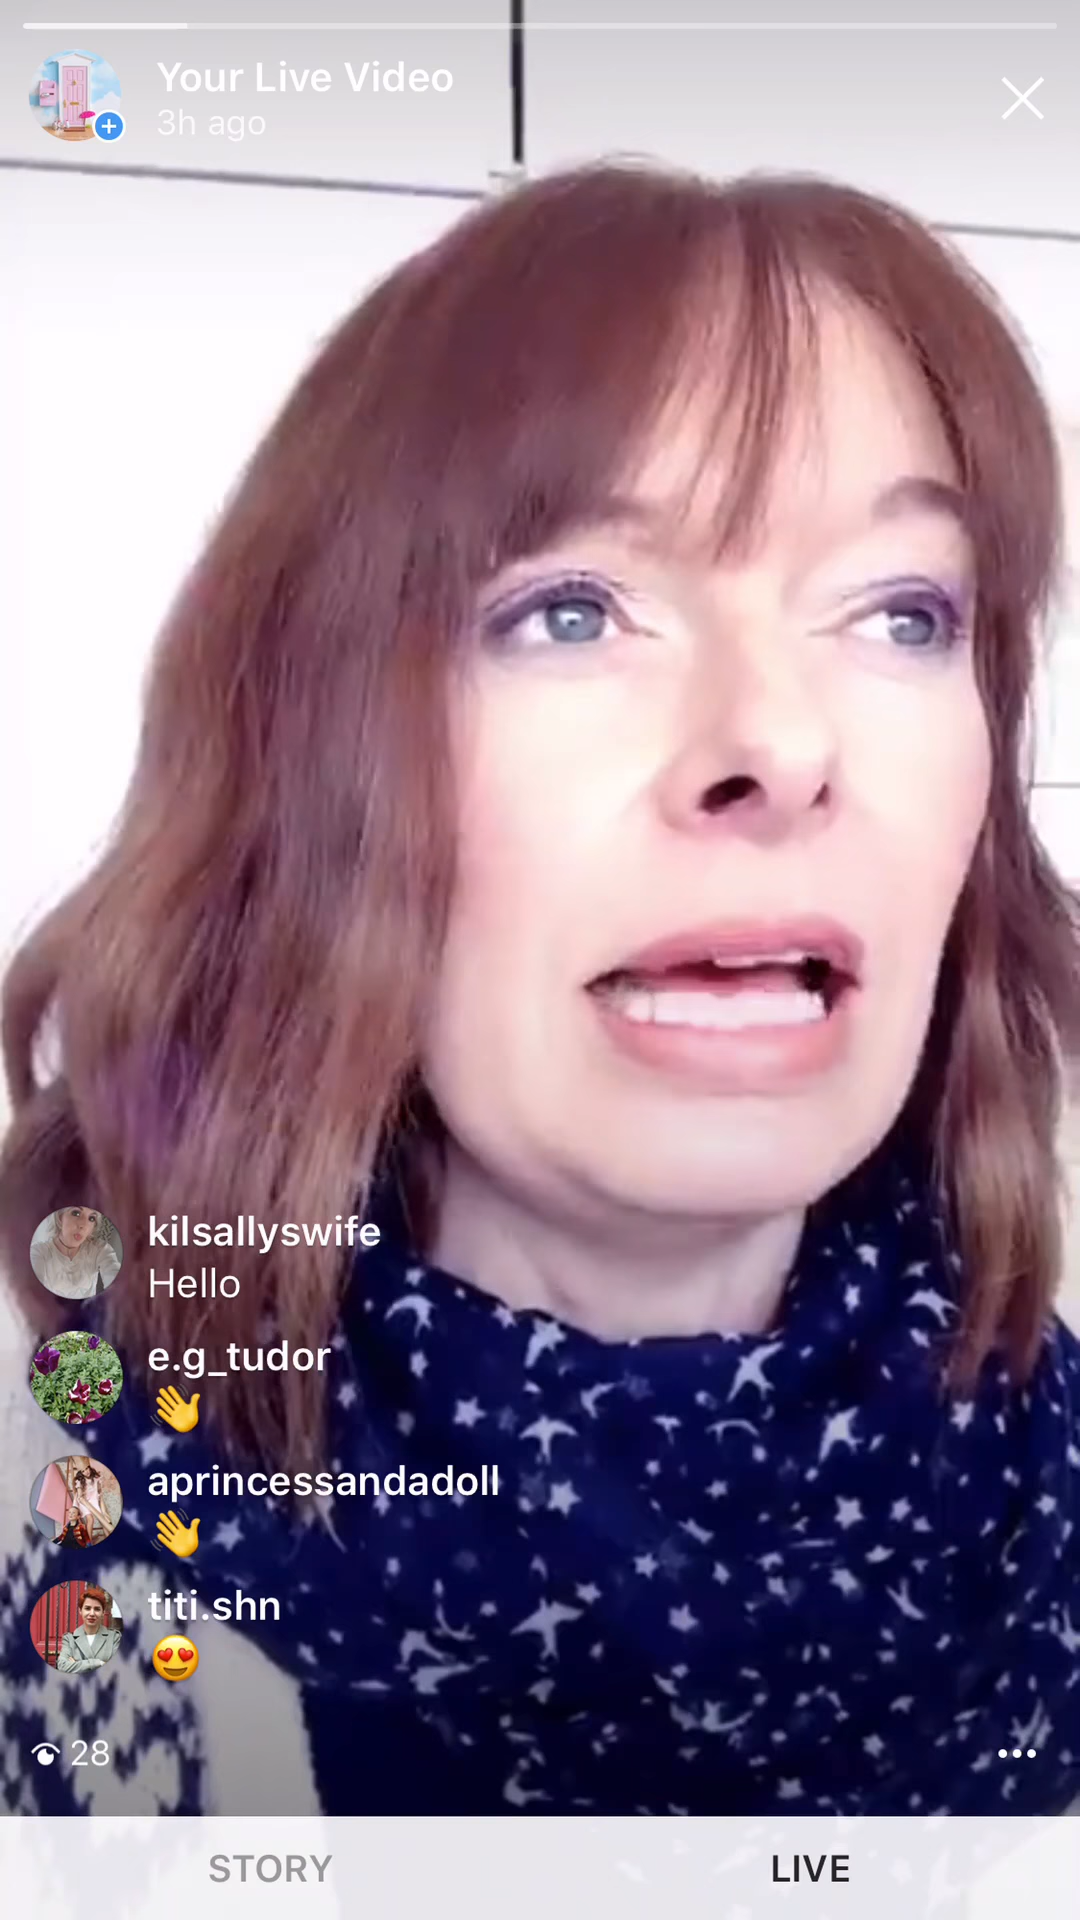 Your Live Video
3h ago
kilsallyswife
Hello
e.g_tudor
👋
aprincessandadoll
👋
titi.shn
😍
28
STORY
LIVE